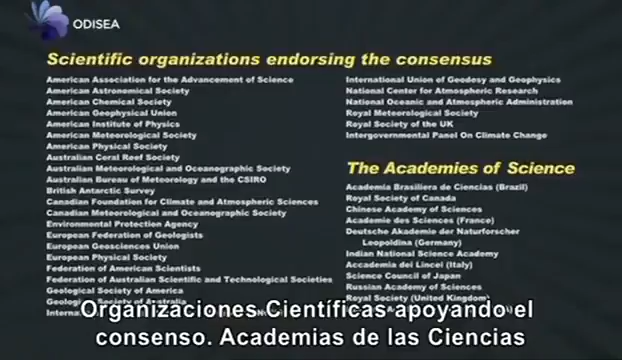 ODISEA
Scientific organizations endorsing the consensus
American Association for the Advancement of Science
American Astronomical Society
American Chemical Society
American Geophysical Union
American Institute of Physics
American Meteorological Society
American Physical Society
Australian Coral Reef Society
Australian Meteorological and Oceanographic Society
Australian Bureau of Meteorology and the CSIRO
British Antarctic Survey
Canadian Foundation for Climate and Atmospheric Sciences
Canadian Meteorological and Oceanographic Society
Environmental Protection Agency
European Federation of Geologists
European Geosciences Union
European Physical Society
Federation of American Scientists
Federation of Australian Scientific and Technological Societies
Geological Society of America
Geological Society of Australia
International Union of Geodesy and Geophysics
National Center for Atmospheric Research
National Oceanic and Atmospheric Administration
Royal Meteorological Society
Royal Society of the UK
Intergovernmental Panel On Climate Change
The Academies of Science
Academia Brasiliera de Ciencias (Brazil)
Royal Society of Canada
Chinese Academy of Sciences
Academie des Sciences (France)
Deutsche Akademie der Naturforscher
Leopoldina (Germany)
Indian National Science Academy
Accademia dei Lincei (Italy)
Science Council of Japan
Russian Academy of Sciences
Royal Society (United Kingdom)
Organizaciones Científicas apoyando el
consenso. Academias de las Ciencias